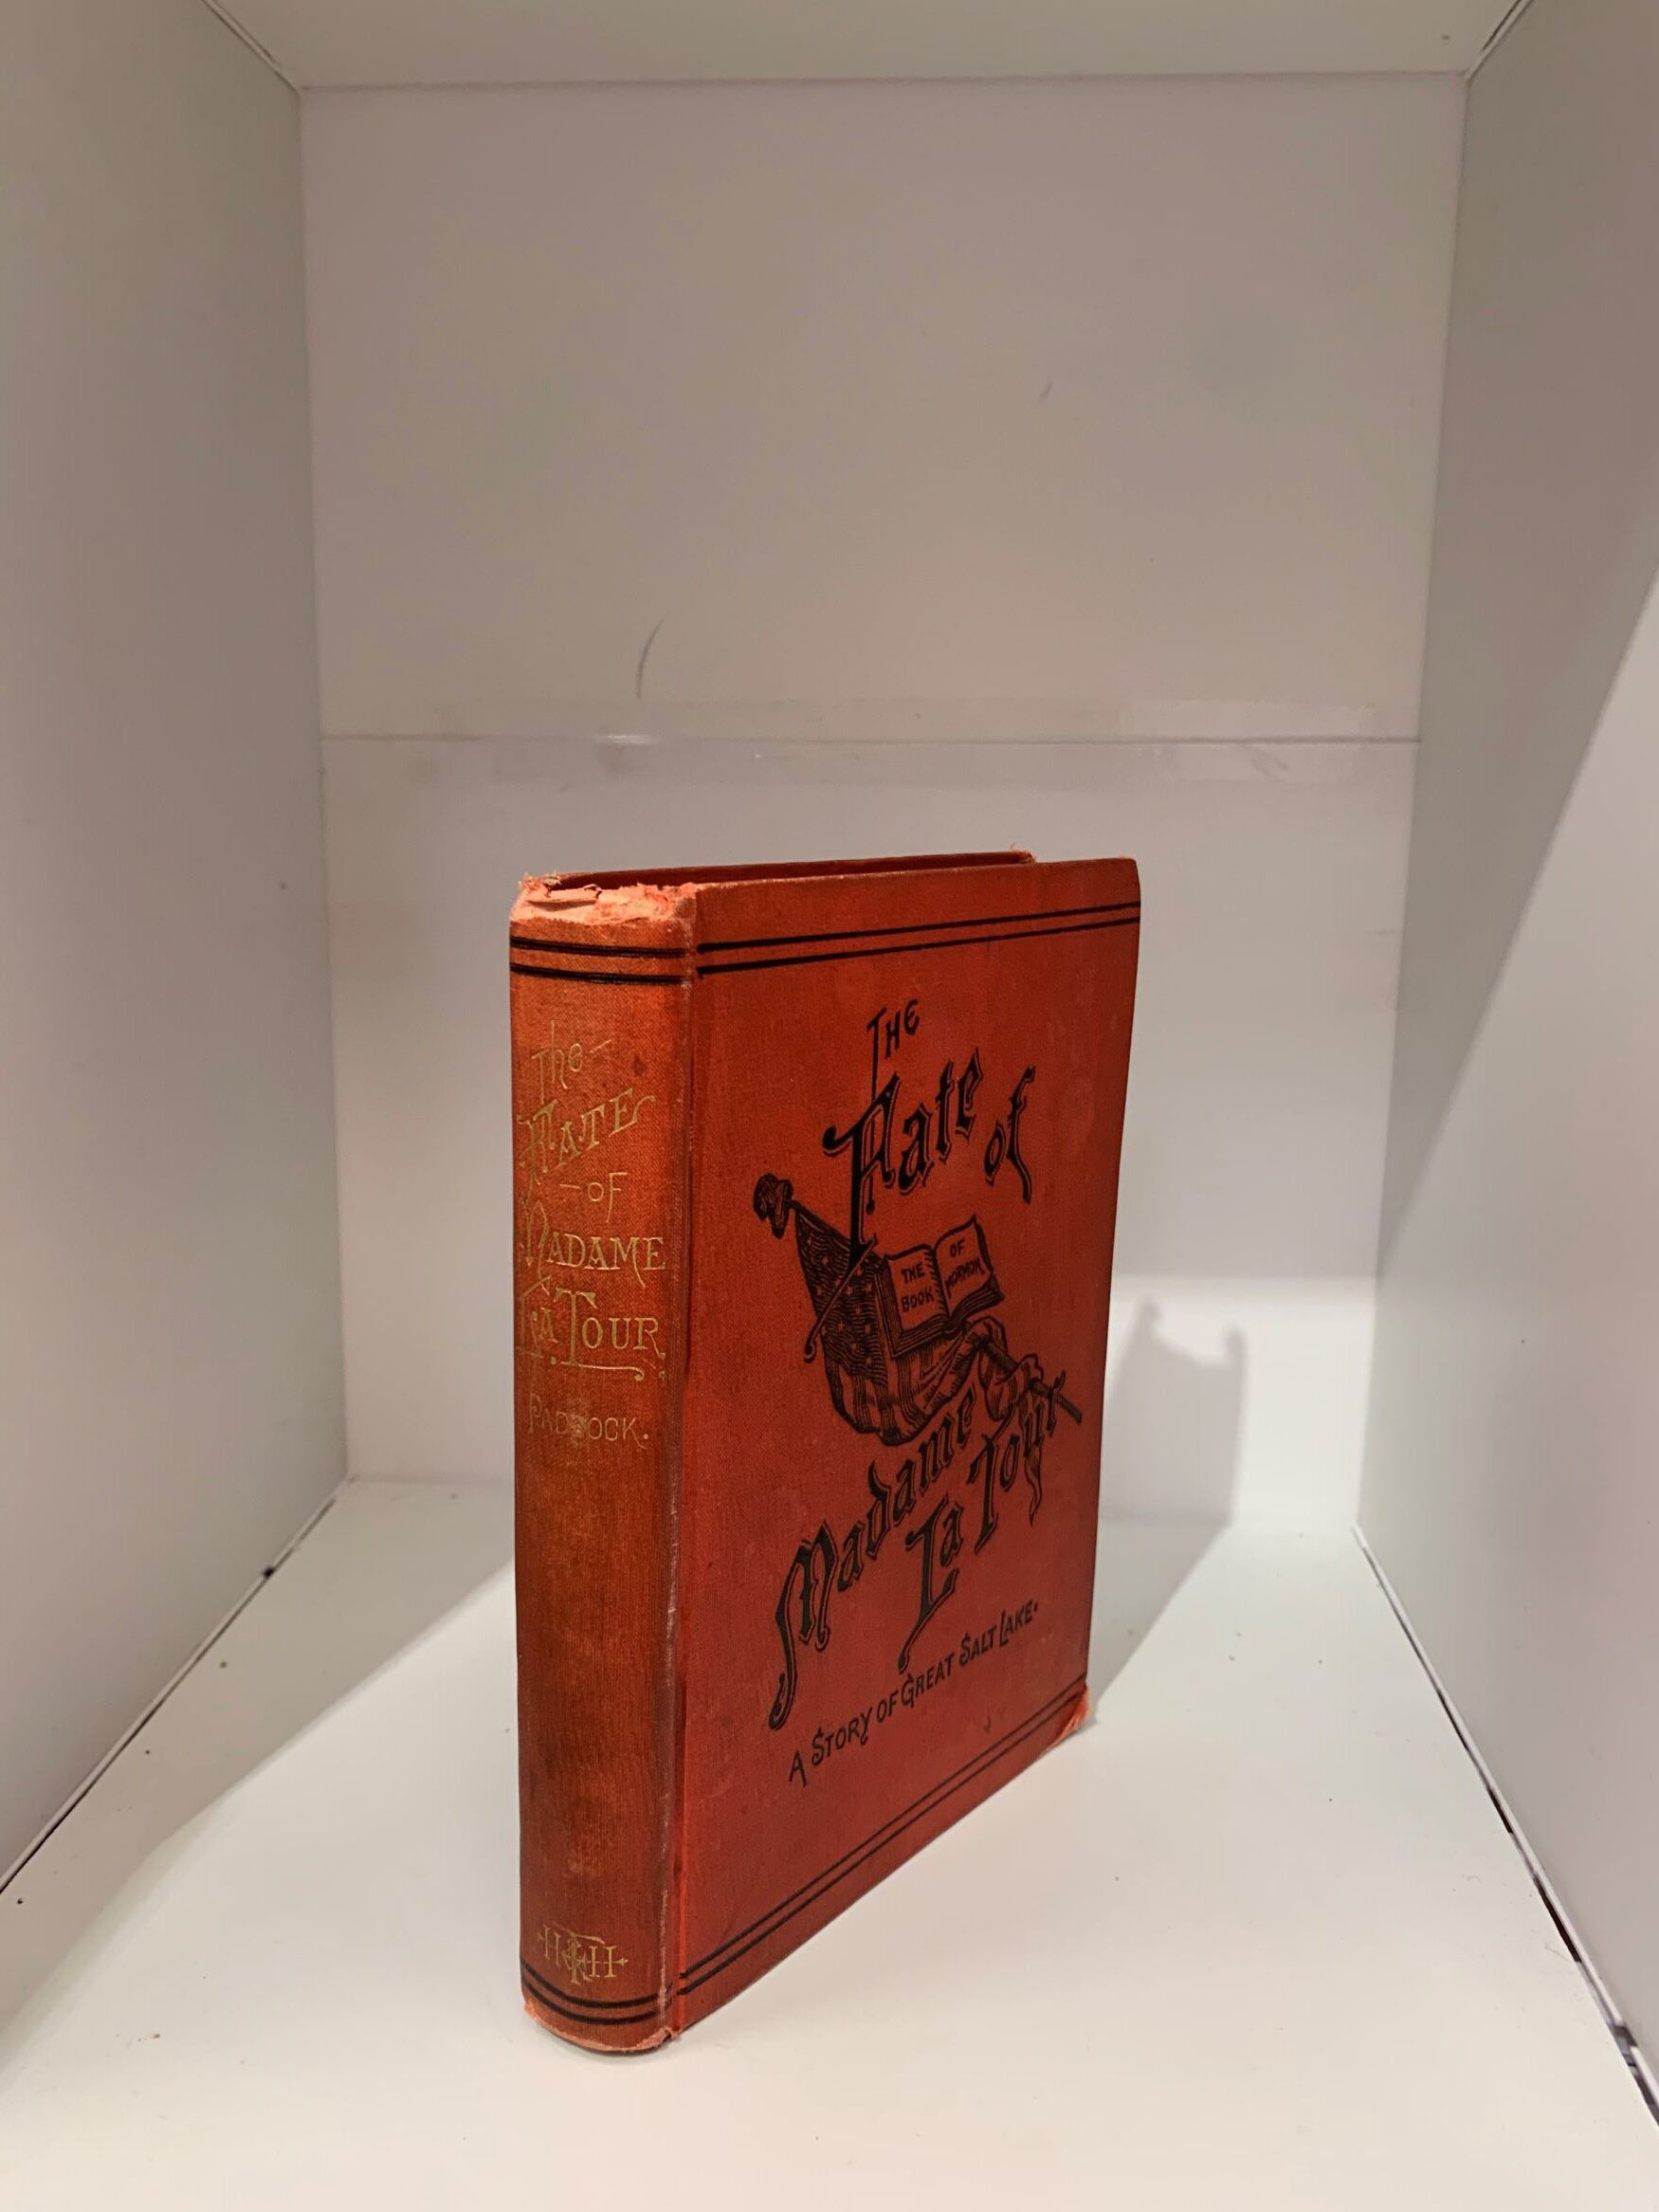 The
FATE
OF
MADAME
LA TOUR
PADDOCK.
THE
Fate
of
THE
BOOK
OF
MORMON
Madame
La Tour
A STORY OF GREAT SALT LAKE.